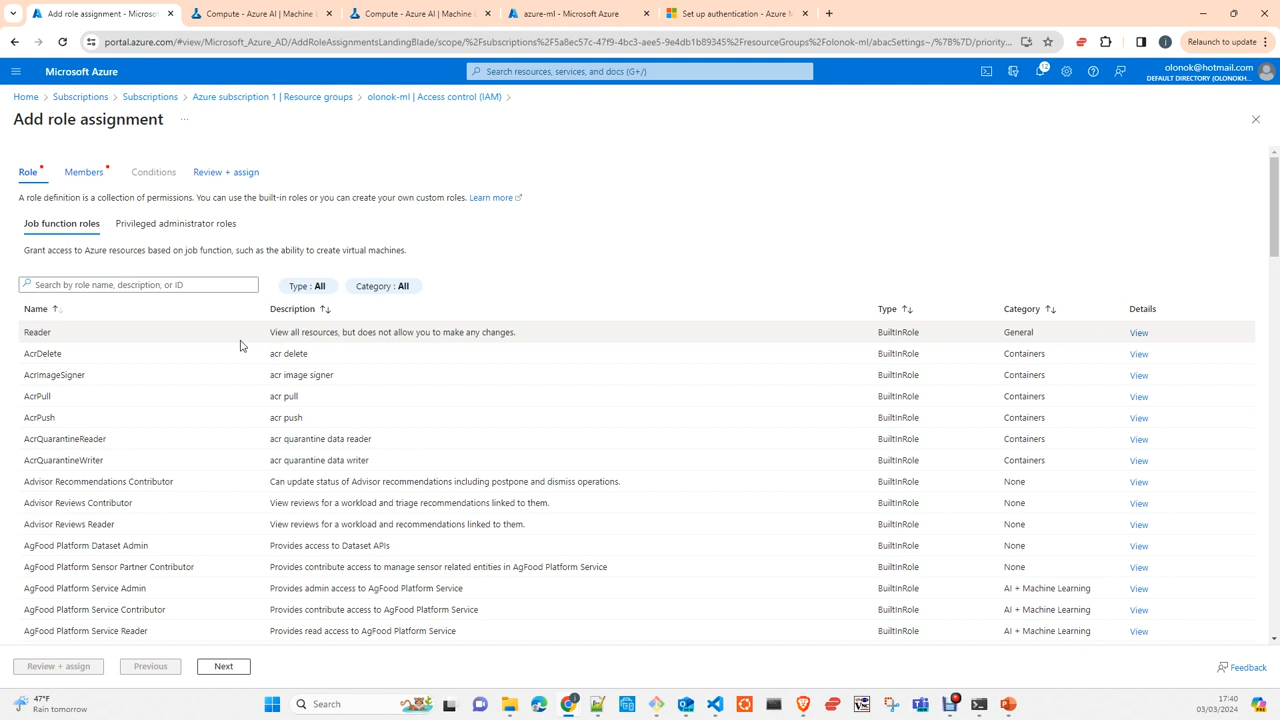 Add role assignment - Microso
Compute - Azure AI | Machine L
Compute - Azure AI | Machine L
azure-ml - Microsoft Azure
Set up authentication - Azure M
portal.azure.com/#view/Microsoft_Azure_AD/AddRoleAssignmentsLandingBlade/scope/%2Fsubscriptions%2F5a8ec57c-47f9-4bc3-aee5-9e4db1b89345%2FresourceGroups%2Folonok-ml/abacSettings~/%7B%7D/priority...
Relaunch to update
Microsoft Azure
Search resources, services, and docs (G+/)
12
olonok@hotmail.com
DEFAULT DIRECTORY (OLONOKH...
Home > Subscriptions > Subscriptions > Azure subscription 1 | Resource groups > olonok-ml | Access control (IAM) >
Add role assignment ...
Role Members Conditions Review + assign
A role definition is a collection of permissions. You can use the built-in roles or you can create your own custom roles. Learn more
Job function roles Privileged administrator roles
Grant access to Azure resources based on job function, such as the ability to create virtual machines.
Search by role name, description, or ID
Type : All Category : All
Name Description Type Category Details
Reader View all resources, but does not allow you to make any changes. BuiltInRole General View
AcrDelete acr delete BuiltInRole Containers View
AcrImageSigner acr image signer BuiltInRole Containers View
AcrPull acr pull BuiltInRole Containers View
AcrPush acr push BuiltInRole Containers View
AcrQuarantineReader acr quarantine data reader BuiltInRole Containers View
AcrQuarantineWriter acr quarantine data writer BuiltInRole Containers View
Advisor Recommendations Contributor Can update status of Advisor recommendations including postpone and dismiss operations. BuiltInRole None View
Advisor Reviews Contributor View reviews for a workload and triage recommendations linked to them. BuiltInRole None View
Advisor Reviews Reader View reviews for a workload and recommendations linked to them. BuiltInRole None View
AgFood Platform Dataset Admin Provides access to Dataset APIs BuiltInRole None View
AgFood Platform Sensor Partner Contributor Provides contribute access to manage sensor related entities in AgFood Platform Service BuiltInRole None View
AgFood Platform Service Admin Provides admin access to AgFood Platform Service BuiltInRole AI + Machine Learning View
AgFood Platform Service Contributor Provides contribute access to AgFood Platform Service BuiltInRole AI + Machine Learning View
AgFood Platform Service Reader Provides read access to AgFood Platform Service BuiltInRole AI + Machine Learning View
Review + assign Previous Next
Feedback
47°F
Rain tomorrow
Search
17:40
03/03/2024